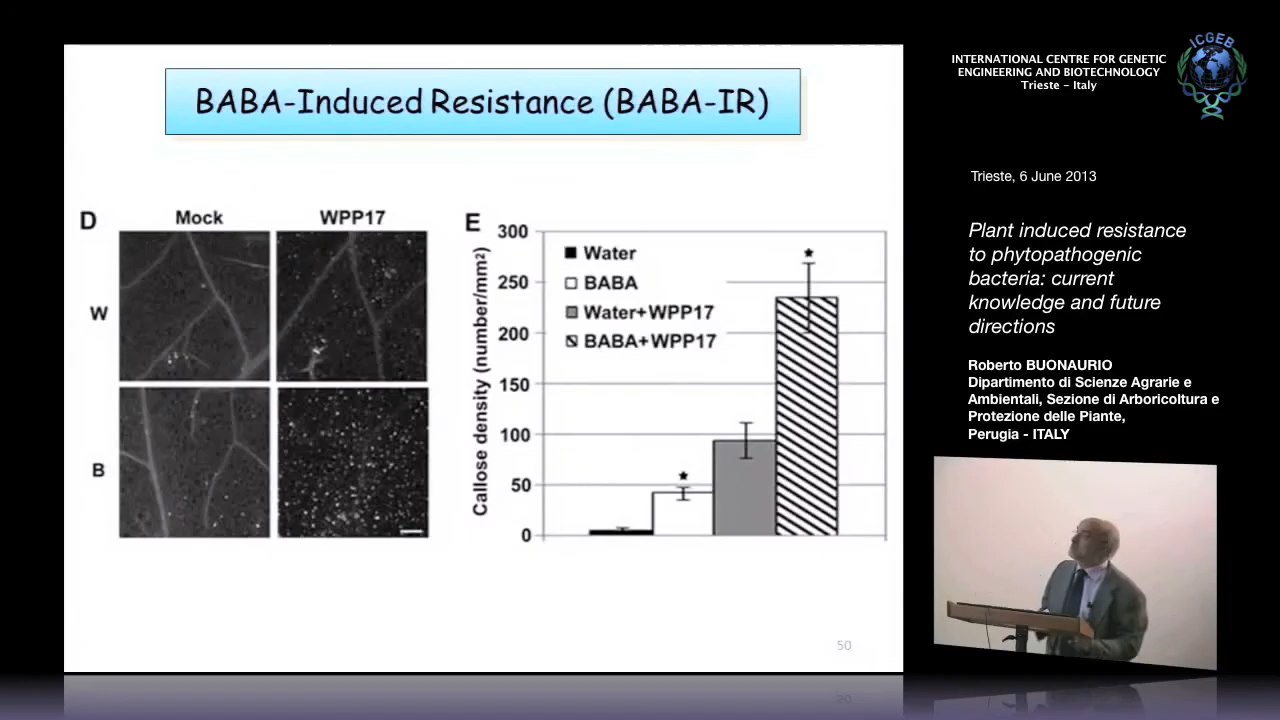 BABA-Induced Resistance (BABA-IR)
D
Mock
WPP17
W
B
E
Callose density (number/mm2)
300
250
200
150
100
50
0
Water
BABA
Water+WPP17
BABA+WPP17
*
*
50
INTERNATIONAL CENTRE FOR GENETIC
ENGINEERING AND BIOTECHNOLOGY
Trieste - Italy
ICGEB
Trieste, 6 June 2013
Plant induced resistance
to phytopathogenic
bacteria: current
knowledge and future
directions
Roberto BUONAURIO
Dipartimento di Scienze Agrarie e
Ambientali, Sezione di Arboricoltura e
Protezione delle Piante,
Perugia - ITALY